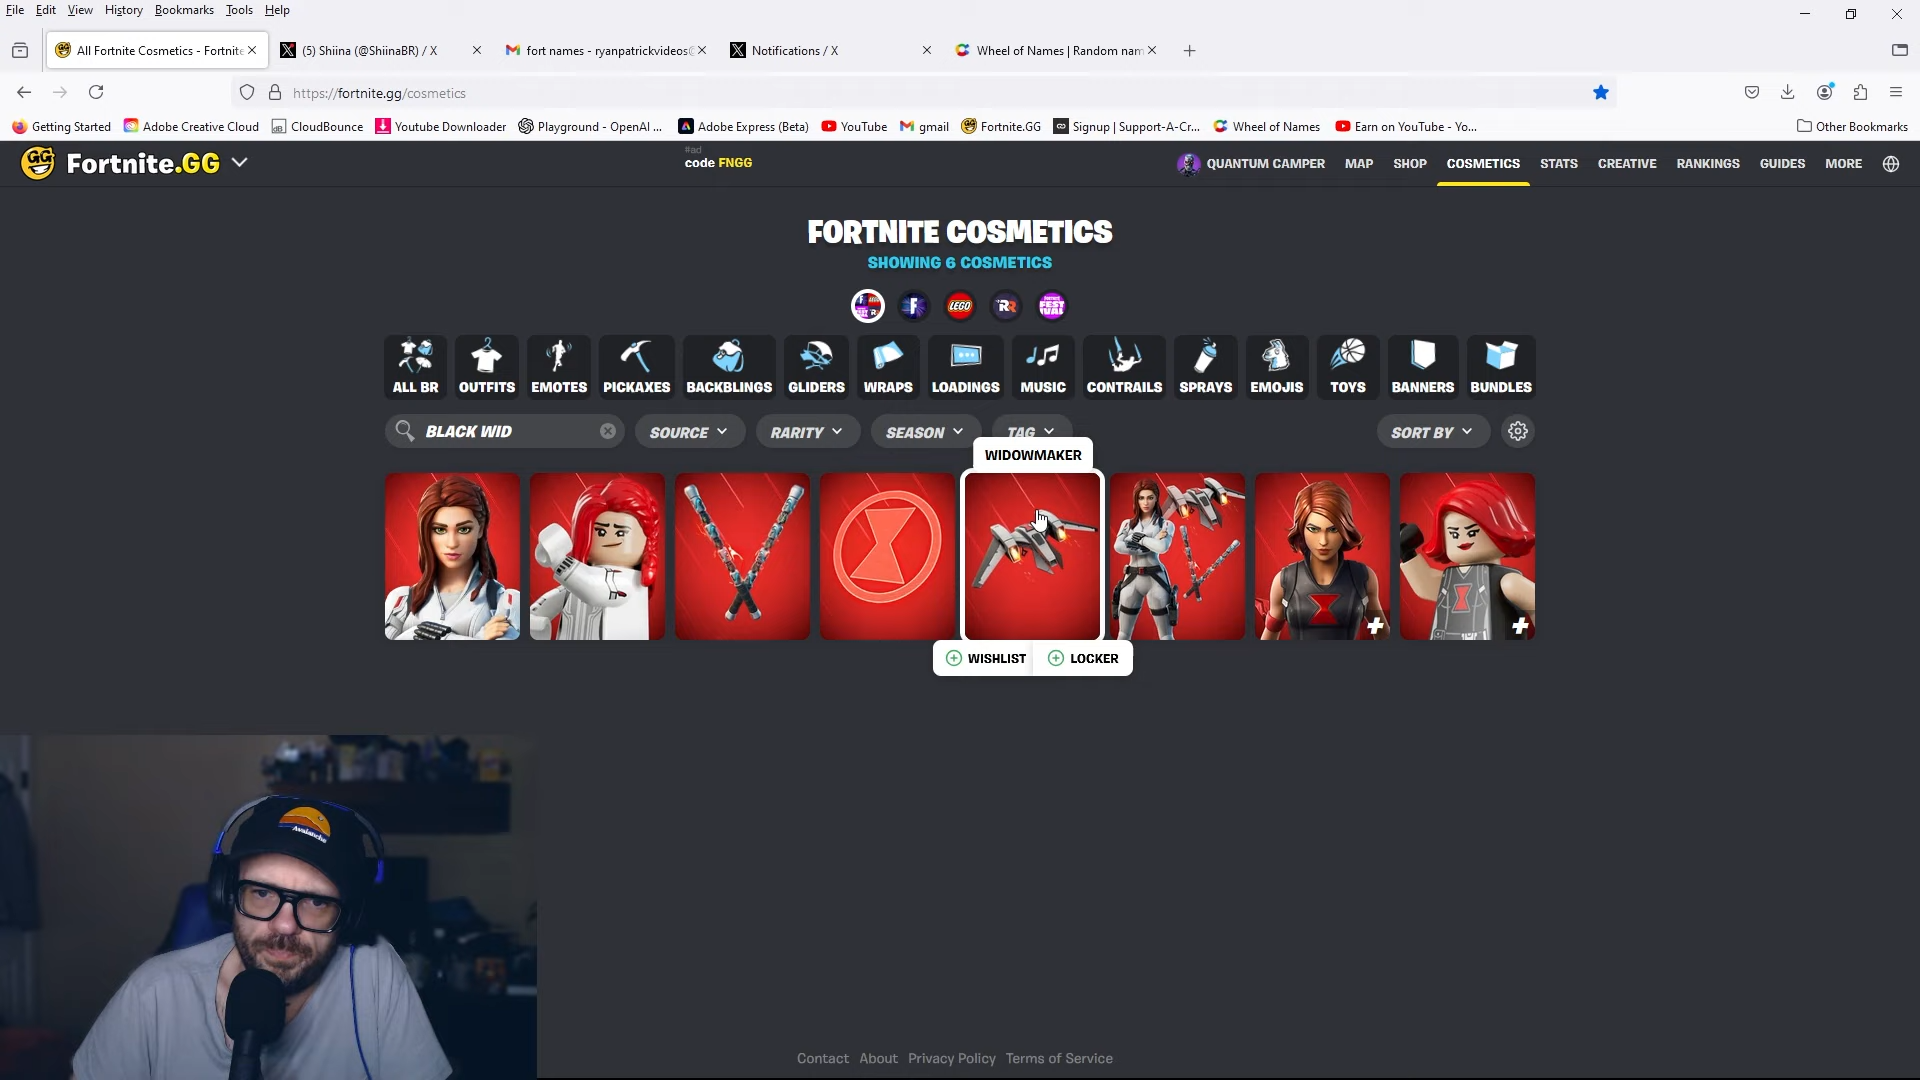 File Edit View History Bookmarks Tools Help
All Fortnite Cosmetics - Fortnite
(5) Shiina (@ShiinaBR) / X
fort names - ryanpatrickvideos@
Notifications / X
Wheel of Names | Random nam
https://fortnite.gg/cosmetics
Getting Started Adobe Creative Cloud CloudBounce Youtube Downloader Playground - OpenAI ... Adobe Express (Beta) YouTube gmail Fortnite.GG Signup | Support-A-Cr... Wheel of Names Earn on YouTube - Yo... Other Bookmarks
Fortnite.GG
#ad
code FNGG
QUANTUM CAMPER MAP SHOP COSMETICS STATS CREATIVE RANKINGS GUIDES MORE
FORTNITE COSMETICS
SHOWING 6 COSMETICS
ALL BR OUTFITS EMOTES PICKAXES BACKBLINGS GLIDERS WRAPS LOADINGS MUSIC CONTRAILS SPRAYS EMOJIS TOYS BANNERS BUNDLES
BLACK WID SOURCE RARITY SEASON TAG SORT BY
WIDOWMAKER
WISHLIST LOCKER
Avalanche
Contact About Privacy Policy Terms of Service